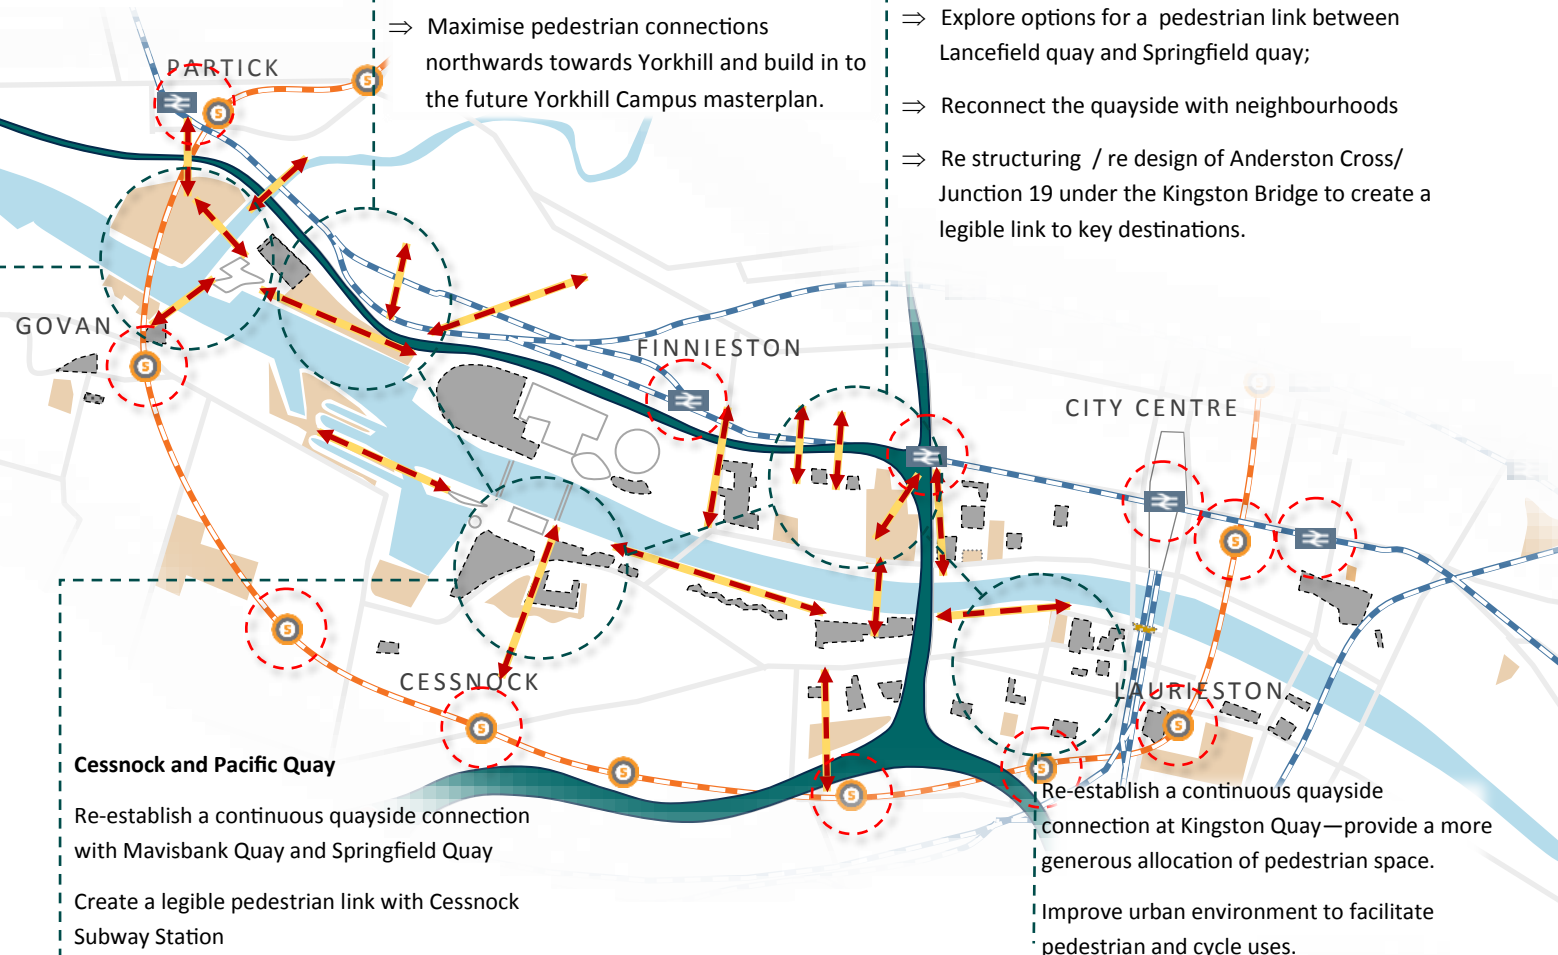 ⇒ Maximise pedestrian connections
northwards towards Yorkhill and build in to
the future Yorkhill Campus masterplan.
⇒ Explore options for a pedestrian link between
Lancefield quay and Springfield quay;
⇒ Reconnect the quayside with neighbourhoods
⇒ Re structuring / re design of Anderston Cross/
Junction 19 under the Kingston Bridge to create a
legible link to key destinations.
PARTICK
S
S
GOVAN
S
FINNIESTON
CITY CENTRE
S
S
S
CESSNOCK
S
LAURIESTON
S
S
S
S
Cessnock and Pacific Quay
Re-establish a continuous quayside connection
with Mavisbank Quay and Springfield Quay
Create a legible pedestrian link with Cessnock
Subway Station
Re-establish a continuous quayside
connection at Kingston Quay—provide a more
generous allocation of pedestrian space.
Improve urban environment to facilitate
pedestrian and cycle uses.